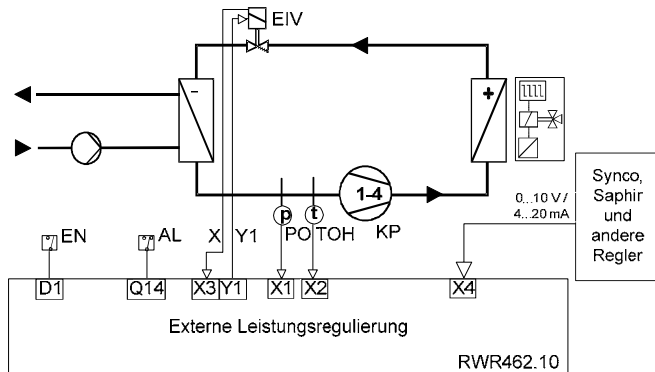 EIV
-
+
Synco,
Saphir
und
andere
Regler
0...10 V /
4...20 mA
1-4
p
t
EN
AL
X
Y1
PO
TOH
KP
D1
Q14
X3
Y1
X1
X2
X4
Externe Leistungsregulierung
RWR462.10